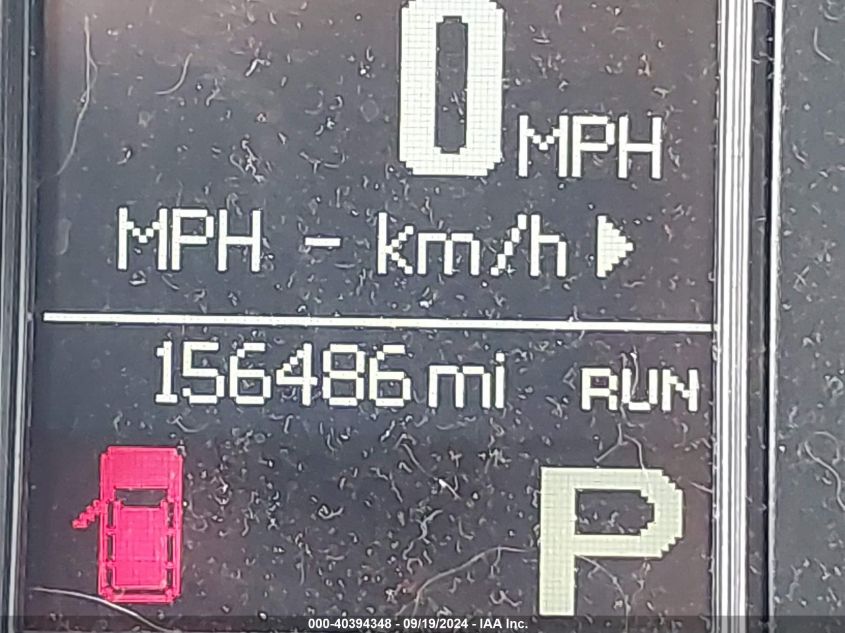 0 MPH
MPH - km/h
156486 mi RUN
P
000-40394348 - 09/19/2024 - IAA Inc.